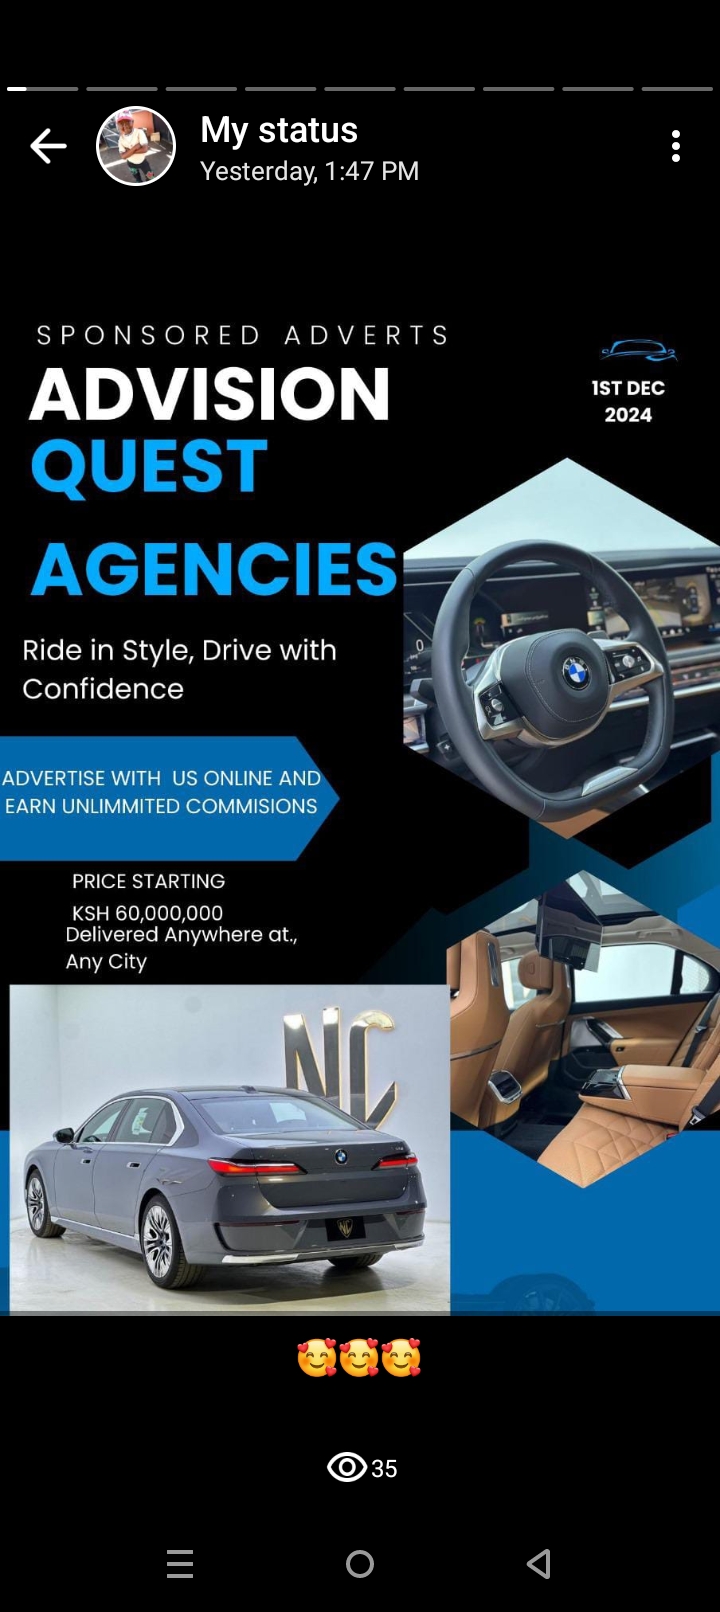 My status
Yesterday, 1:47 PM
SPONSORED ADVERTS
ADVISION
QUEST
AGENCIES
1ST DEC
2024
Ride in Style, Drive with
Confidence
ADVERTISE WITH US ONLINE AND
EARN UNLIMMITED COMMISIONS
PRICE STARTING
KSH 60,000,000
Delivered Anywhere at.,
Any City
BMW
NC
NC
🥰🥰🥰
35